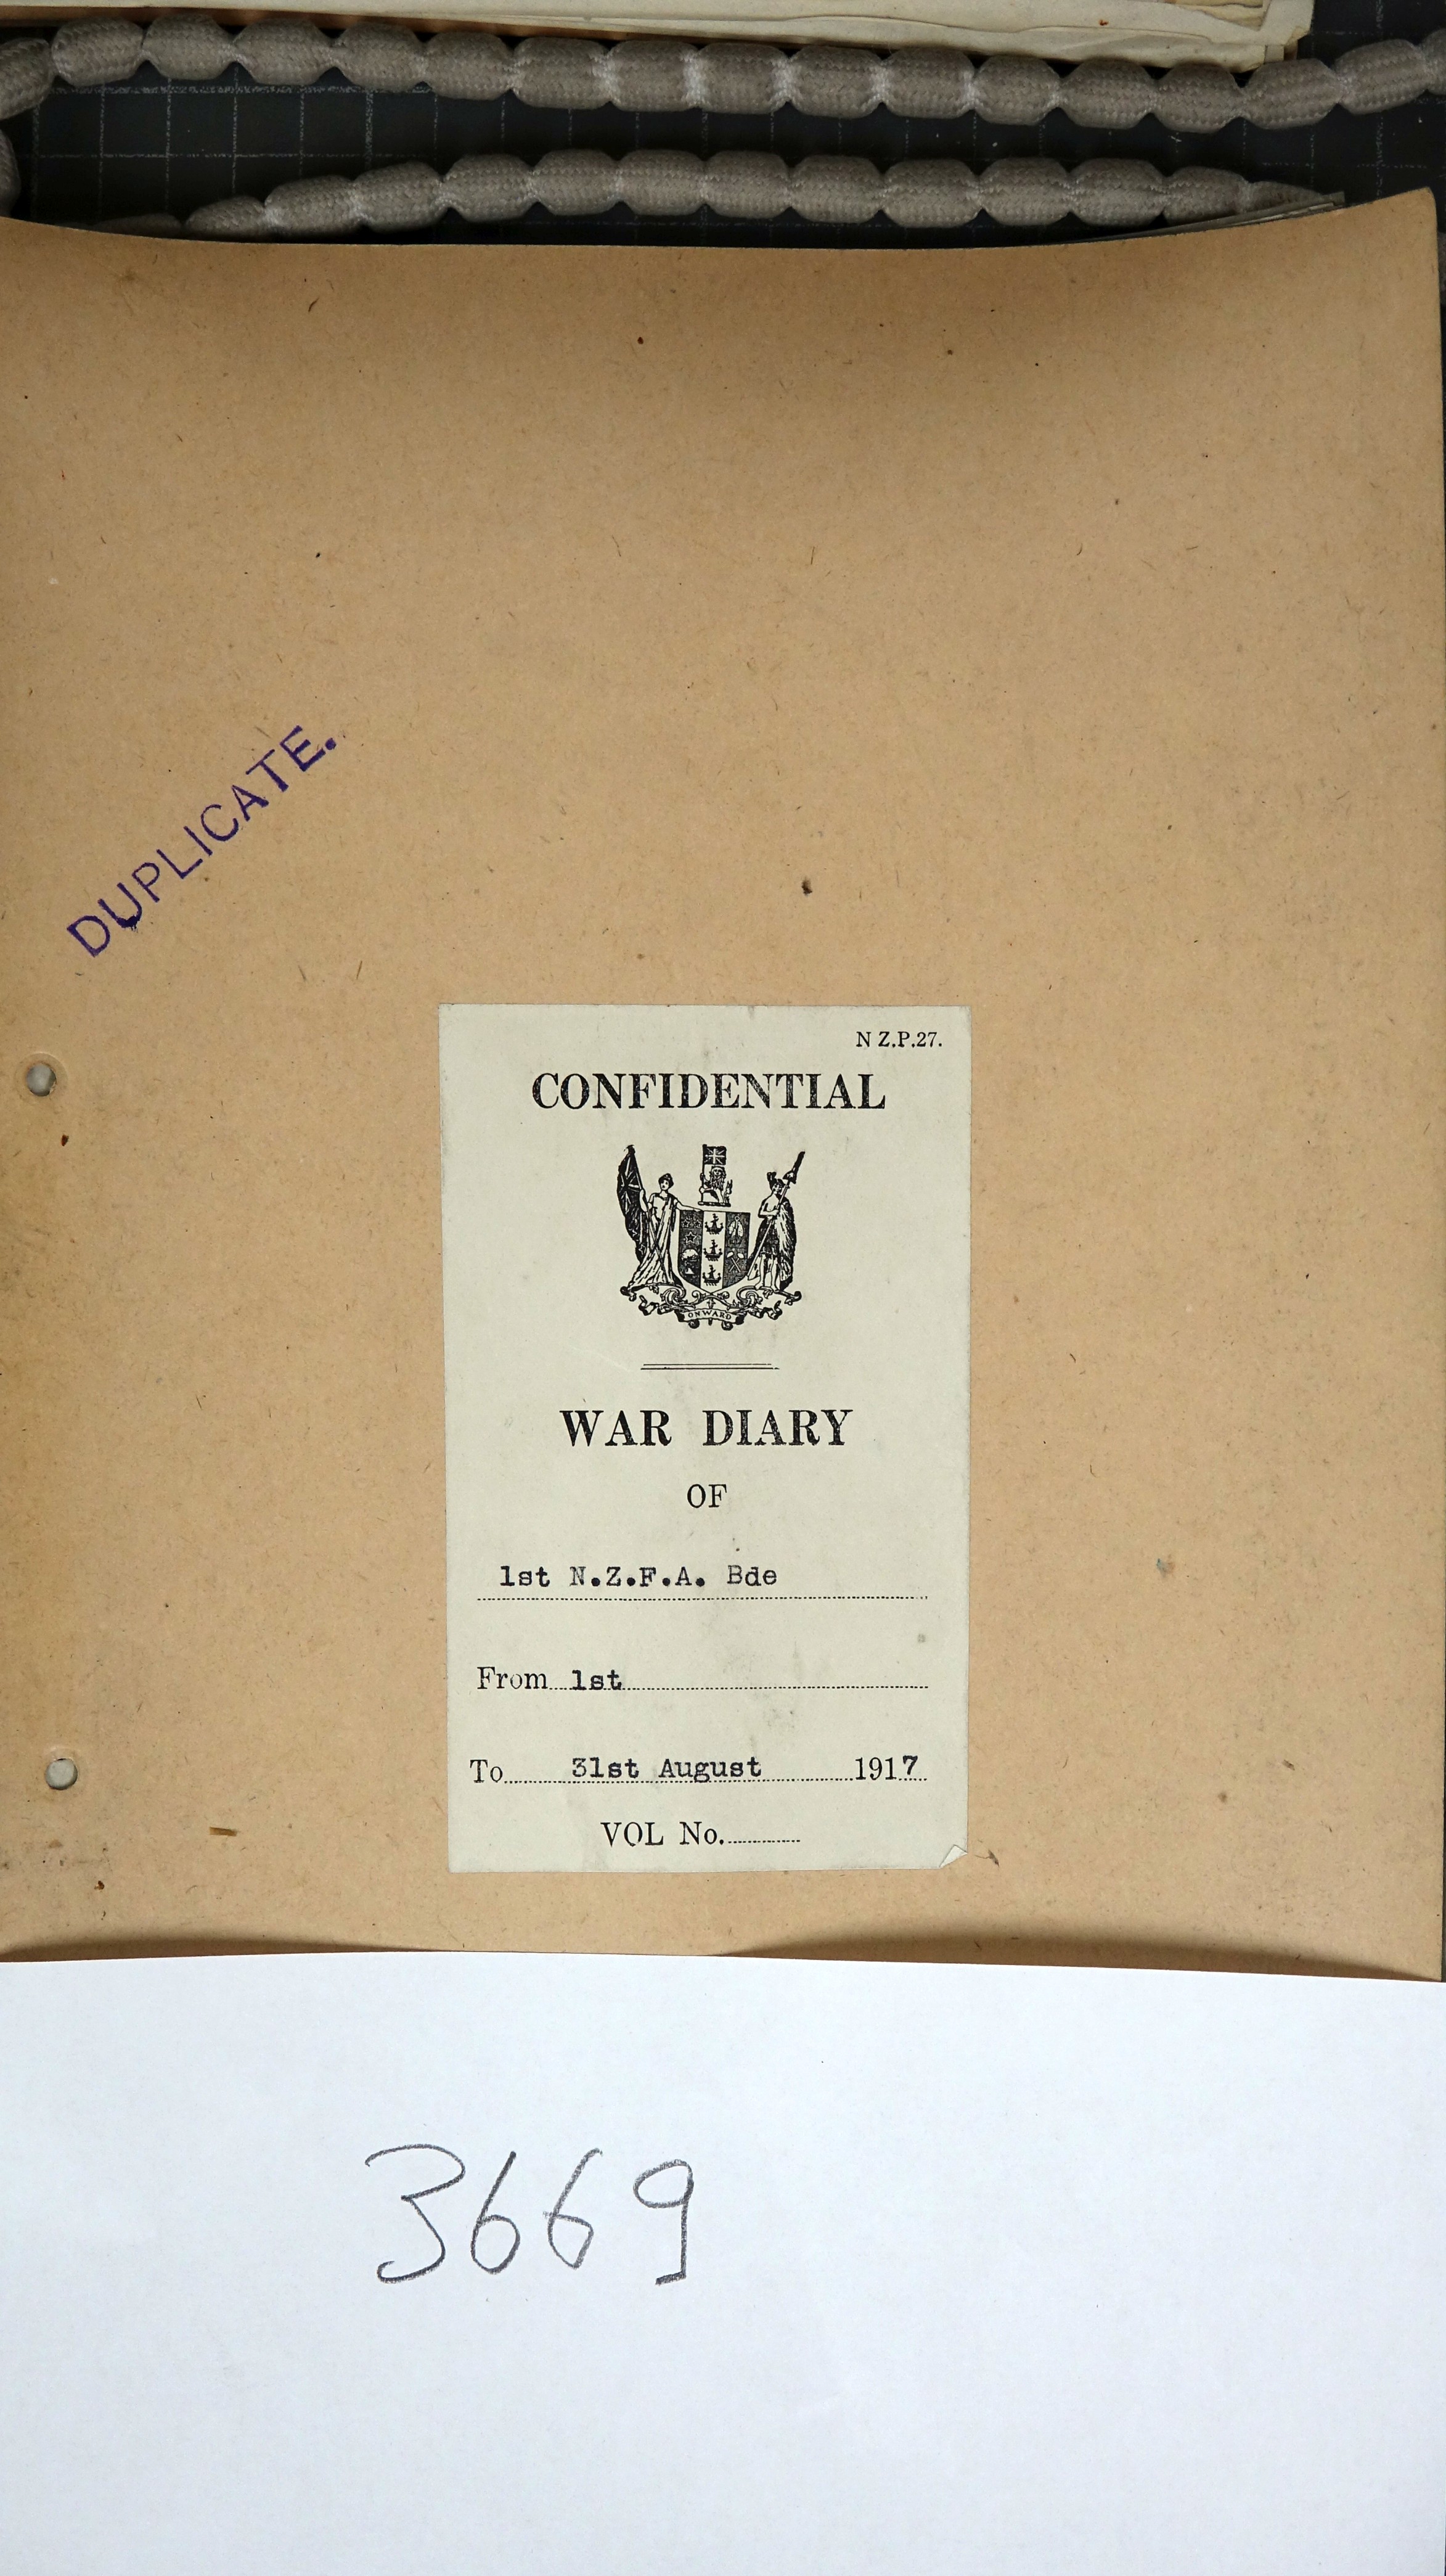 DUPLICATE.
N Z.P.27.
CONFIDENTIAL
ONWARD
WAR DIARY
OF
1st N.Z.F.A. Bde
From 1st
To 31st August 1917
VOL No.
3669